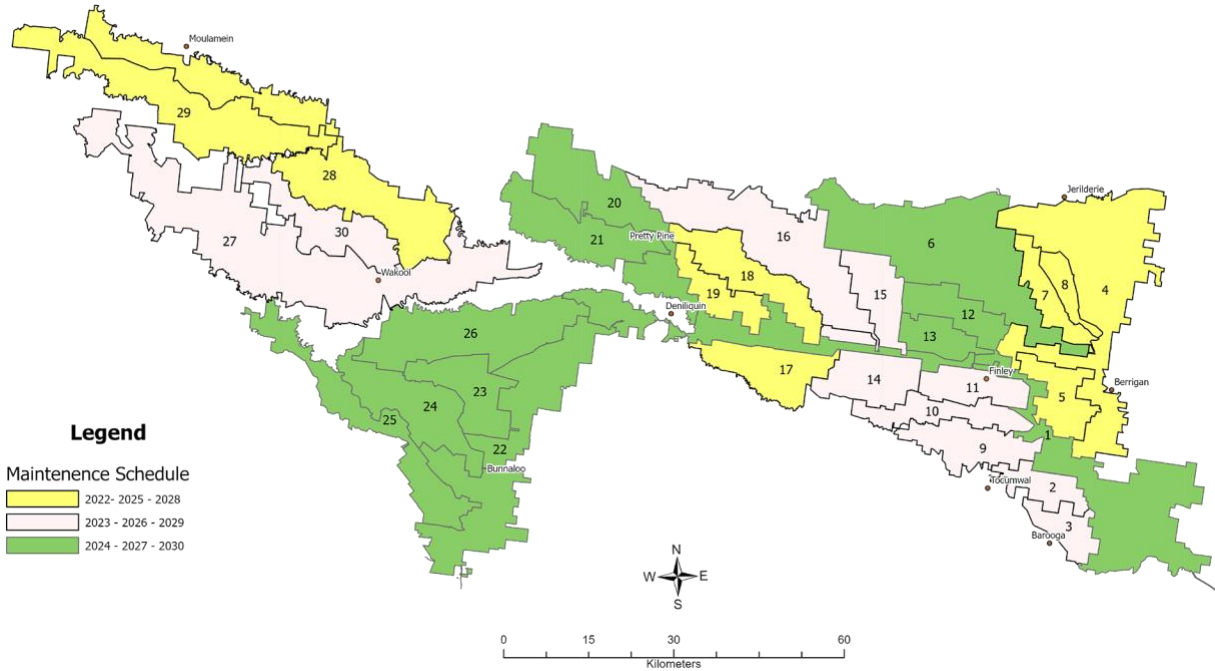 Moulamein
29
28
20
Jerilderie
16
6
21
Pretty Pine
27
30
18
8
4
7
15
Wakool
19
12
Deniliquin
26
13
17
14
Finley
11
Berrigan
23
5
24
10
25
1
22
9
Bunnaloo
Tocumwal
2
3
Barooga
Legend
Maintenence Schedule
2022- 2025 - 2028
2023 - 2026 - 2029
2024 - 2027 - 2030
N
W E
S
0 15 30 60
Kilometers